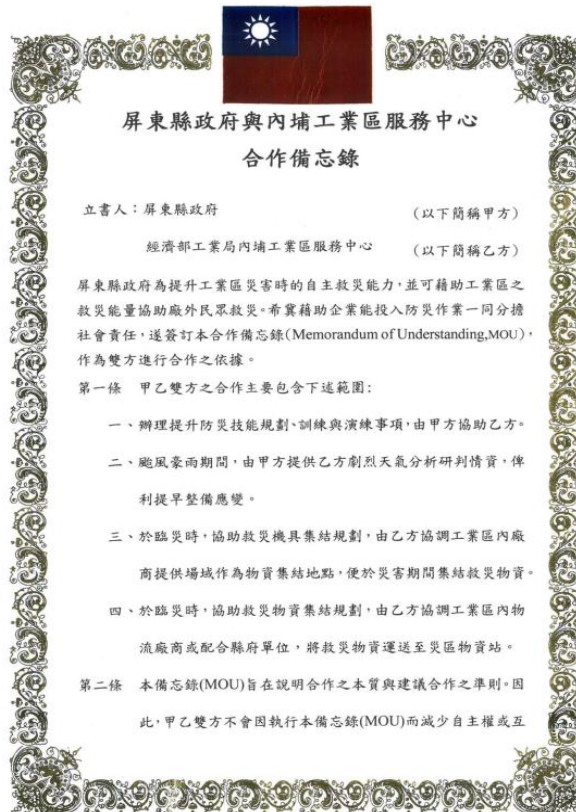 屏東縣政府與內埔工業區服務中心
合作備忘錄
立書人：屏東縣政府 (以下簡稱甲方)
經濟部工業局內埔工業區服務中心 (以下簡稱乙方)
屏東縣政府為提升工業區災害時的自主救災能力，並可藉助工業區之
救災能量協助廠外民眾救災。希冀藉助企業能投入防災作業一同分擔
社會責任，遂簽訂本合作備忘錄(Memorandum of Understanding,MOU)，
作為雙方進行合作之依據。
第一條 甲乙雙方之合作主要包含下述範圍：
一、辦理提升防災技能規劃、訓練與演練事項，由甲方協助乙方。
二、颱風豪雨期間，由甲方提供乙方劇烈天氣分析研判情資，俾
利提早整備應變。
三、於臨災時，協助救災機具集結規劃，由乙方協調工業區內廠
商提供場域作為物資集結地點，便於災害期間集結救災物資。
四、於臨災時，協助救災物資集結規劃，由乙方協調工業區內物
流廠商或配合縣府單位，將救災物資運送至災區物資站。
第二條 本備忘錄(MOU)旨在說明合作之本質與建議合作之準則。因
此，甲乙雙方不會因執行本備忘錄(MOU)而減少自主權或互